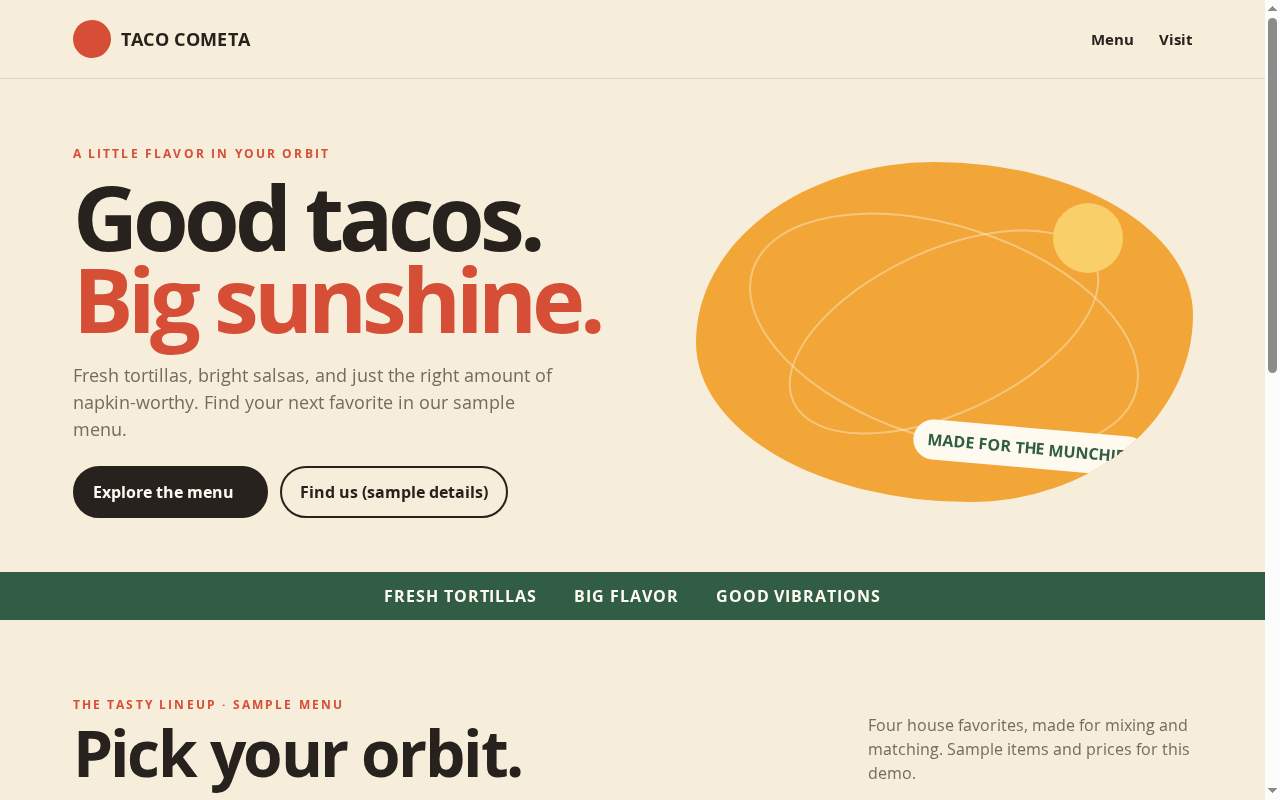 TACO COMETA
Menu
Visit
A LITTLE FLAVOR IN YOUR ORBIT
Good tacos.
Big sunshine.
Fresh tortillas, bright salsas, and just the right amount of
napkin-worthy. Find your next favorite in our sample
menu.
Explore the menu
Find us (sample details)
MADE FOR THE
FRESH TORTILLAS
BIG FLAVOR
GOOD VIBRATIONS
THE TASTY LINEUP · SAMPLE MENU
Pick your orbit.
Four house favorites, made for mixing and
matching. Sample items and prices for this
demo.